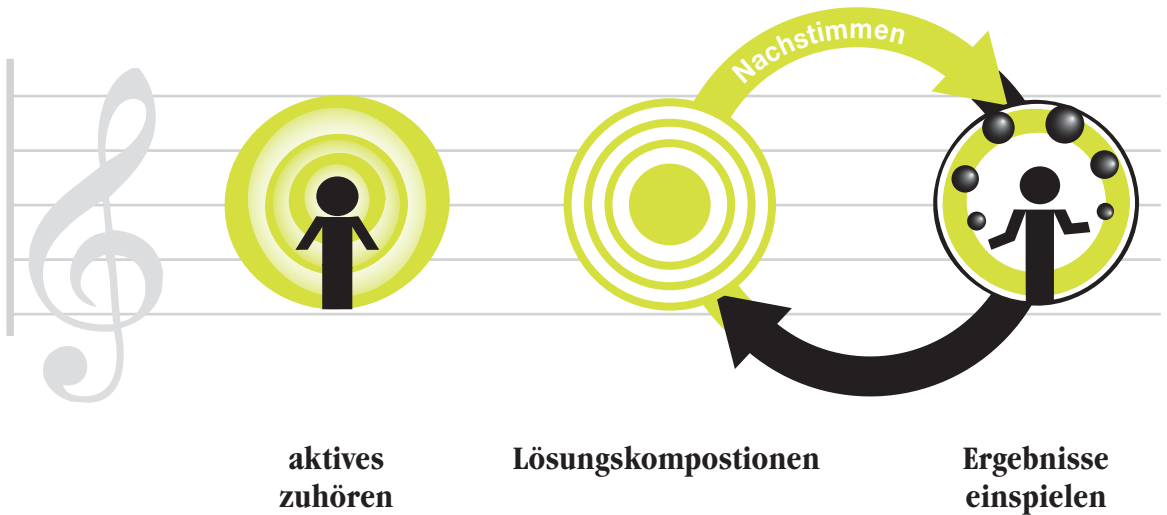 Nachstimmen
aktives
zuhören
Lösungskompostionen
Ergebnisse
einspielen